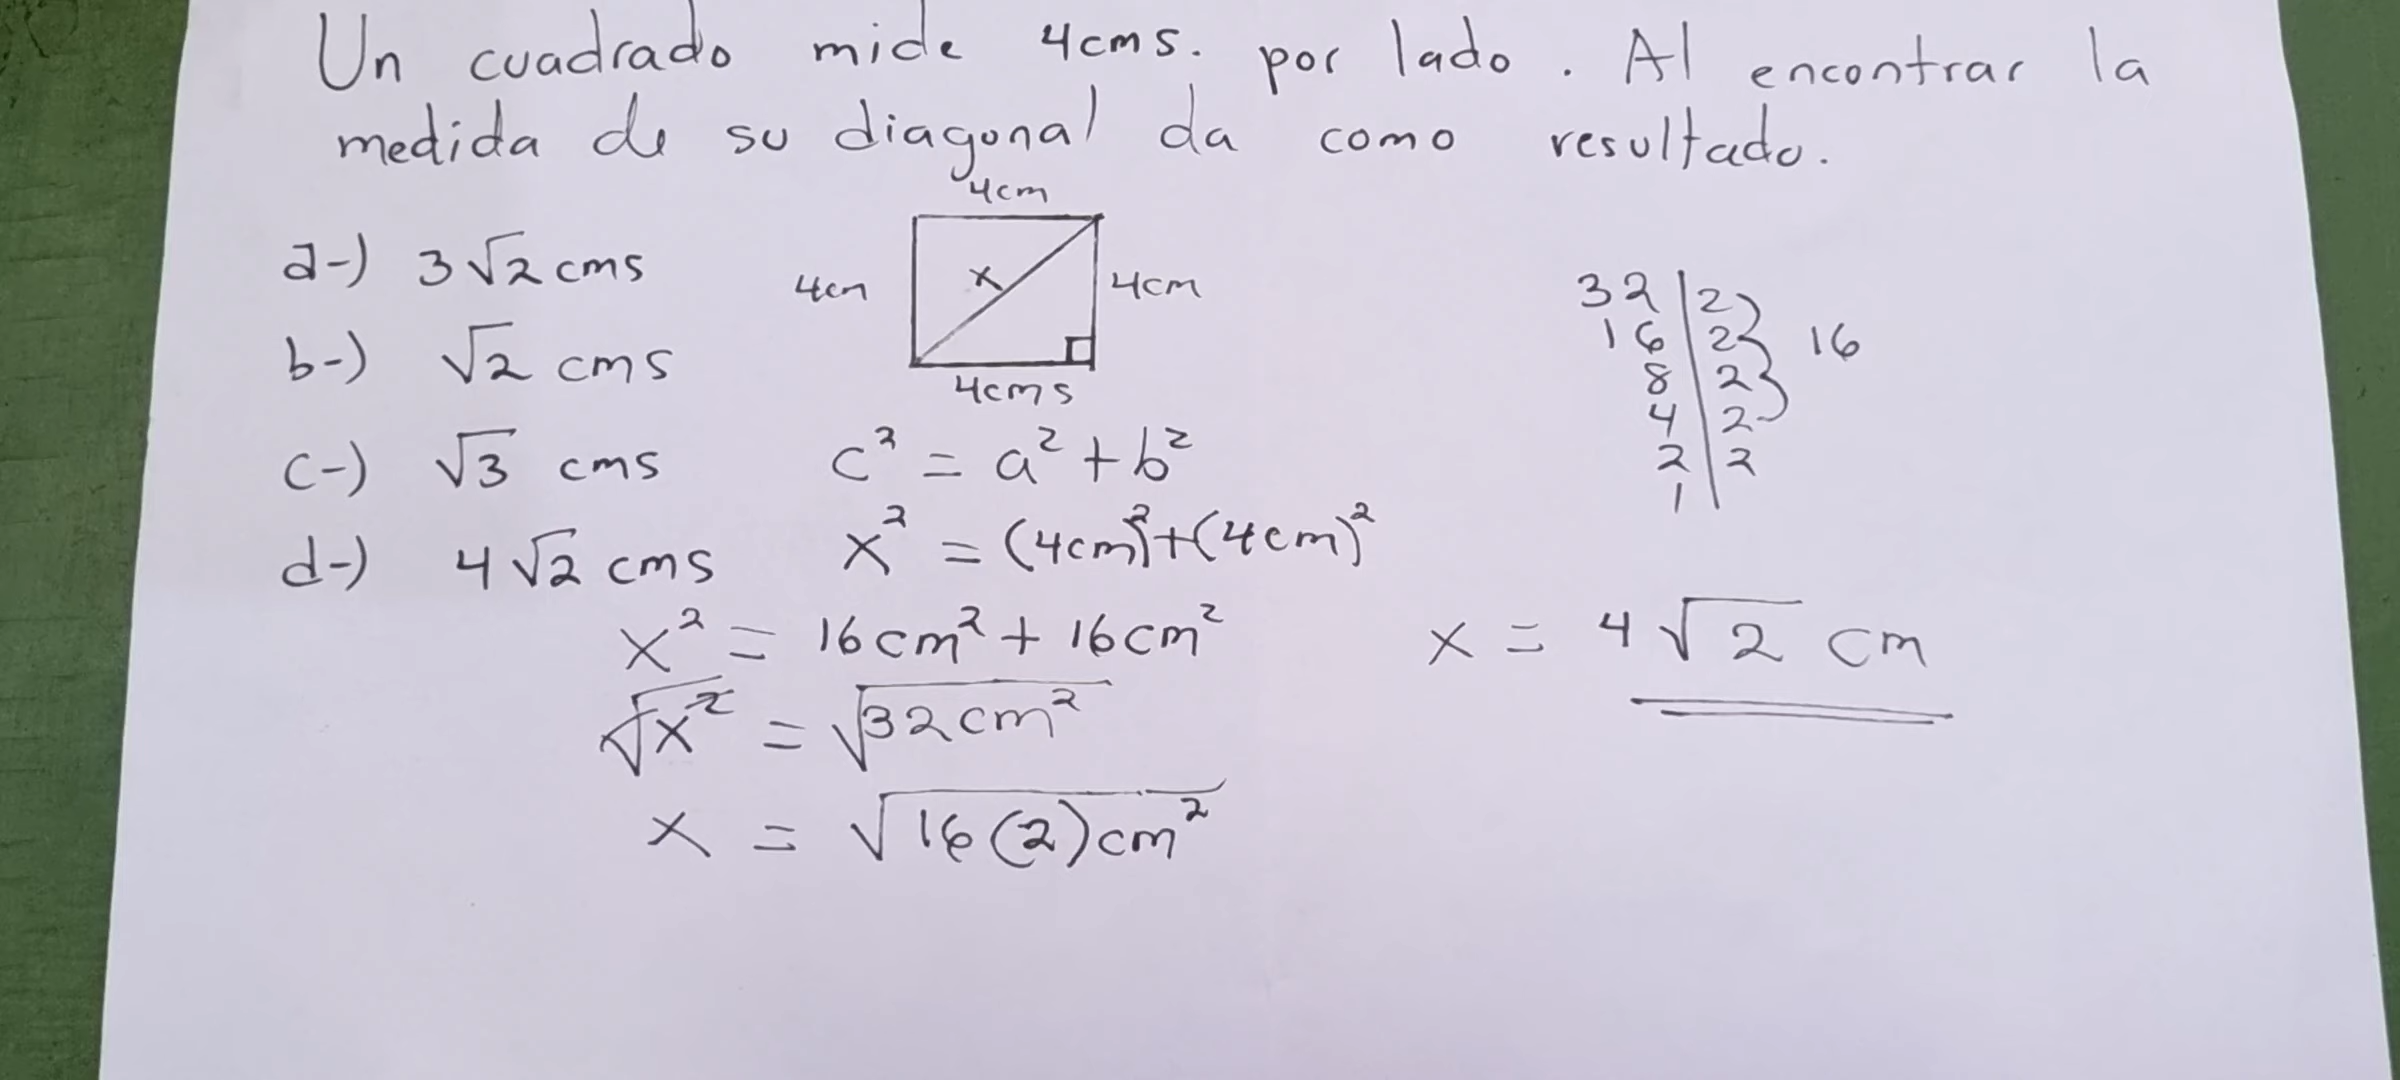 Un cuadrado mide 4cms. por lado. Al encontrar la
medida de su diagonal da como resultado.
a-) 3√2 cms
b-) √2 cms
c-) √3 cms
d-) 4√2 cms
4cm
4cm
x
4cm
4cms
c² = a² + b²
x² = (4cm)² + (4cm)²
x² = 16cm² + 16cm²
√x² = √32cm²
x = √16(2)cm²
32 | 2
16 | 2
8 | 2
4 | 2
2 | 2
1
16
x = 4√2 cm